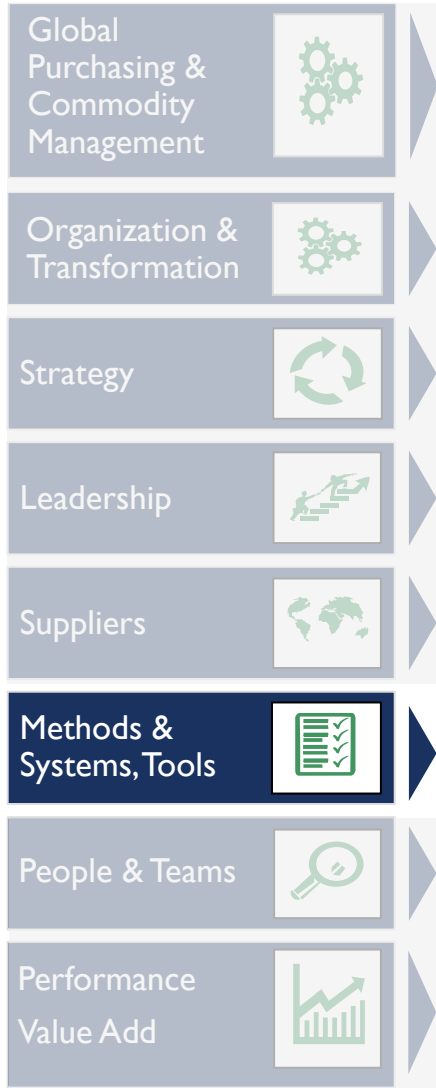 Global
Purchasing &
Commodity
Management
Organization &
Transformation
Strategy
Leadership
Suppliers
Methods &
Systems, Tools
People & Teams
Performance
Value Add